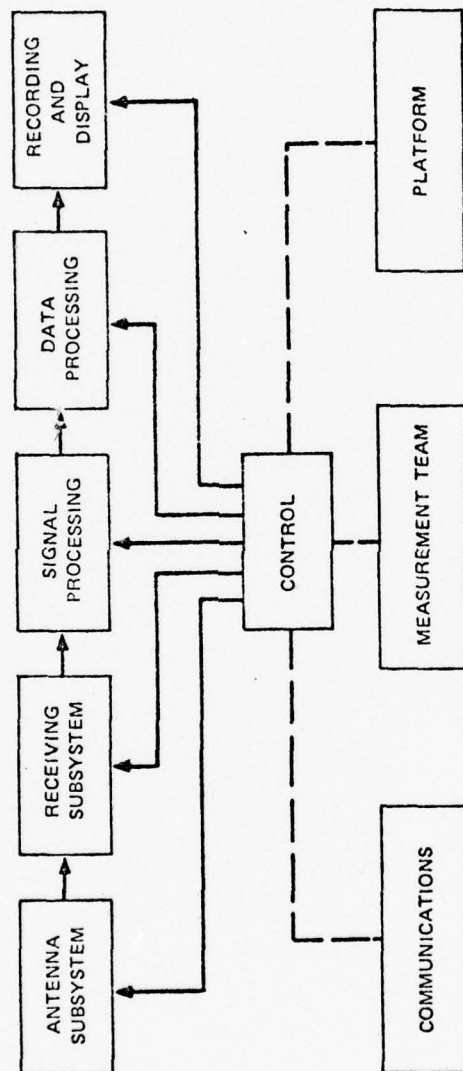 ANTENNA
SUBSYSTEM
RECEIVING
SUBSYSTEM
SIGNAL
PROCESSING
DATA
PROCESSING
RECORDING
AND
DISPLAY
CONTROL
COMMUNICATIONS
MEASUREMENT TEAM
PLATFORM